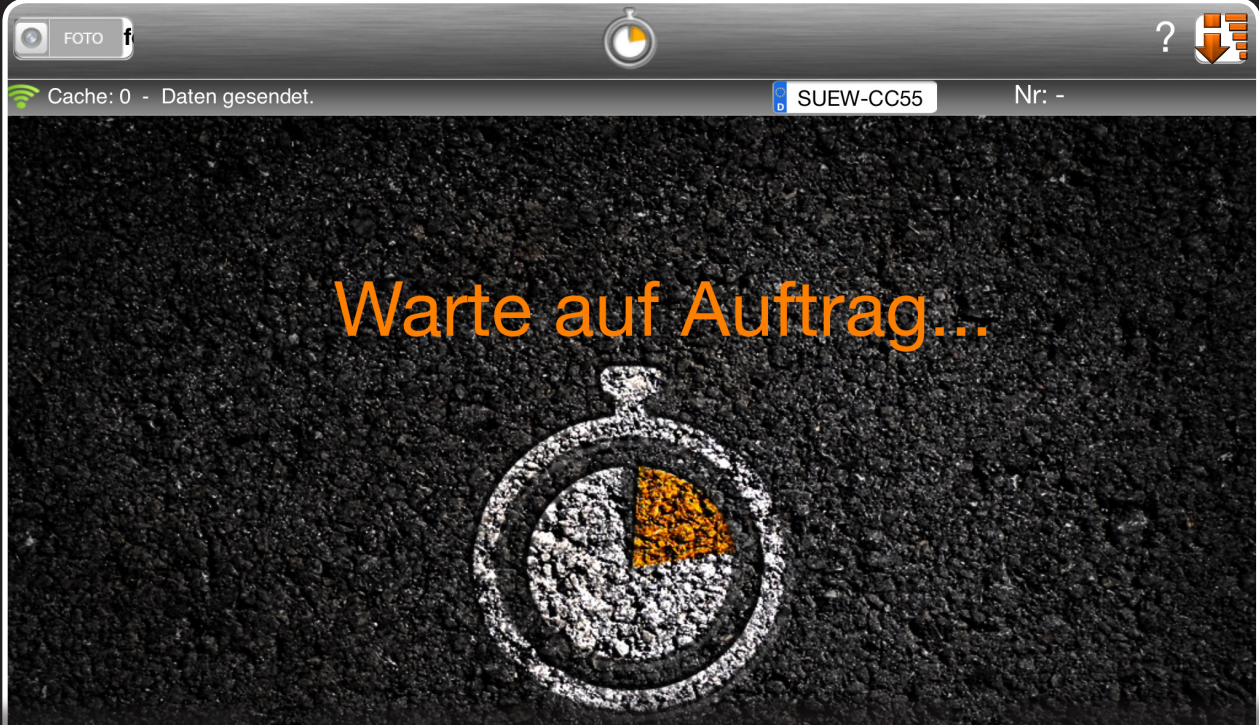 FOTO
?
Cache: 0 - Daten gesendet.
D SUEW-CC55
Nr: -
Warte auf Auftrag...